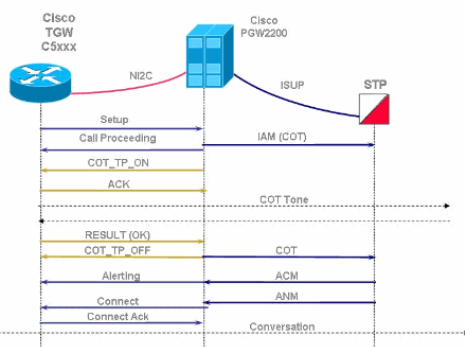 Cisco
TGW
C5xxx
Cisco
PGW2200
NI2C
ISUP
STP
Setup
Call Proceeding
IAM (COT)
COT_TP_ON
ACK
COT Tone
RESULT (OK)
COT_TP_OFF
COT
Alerting
ACM
Connect
ANM
Connect Ack
Conversation